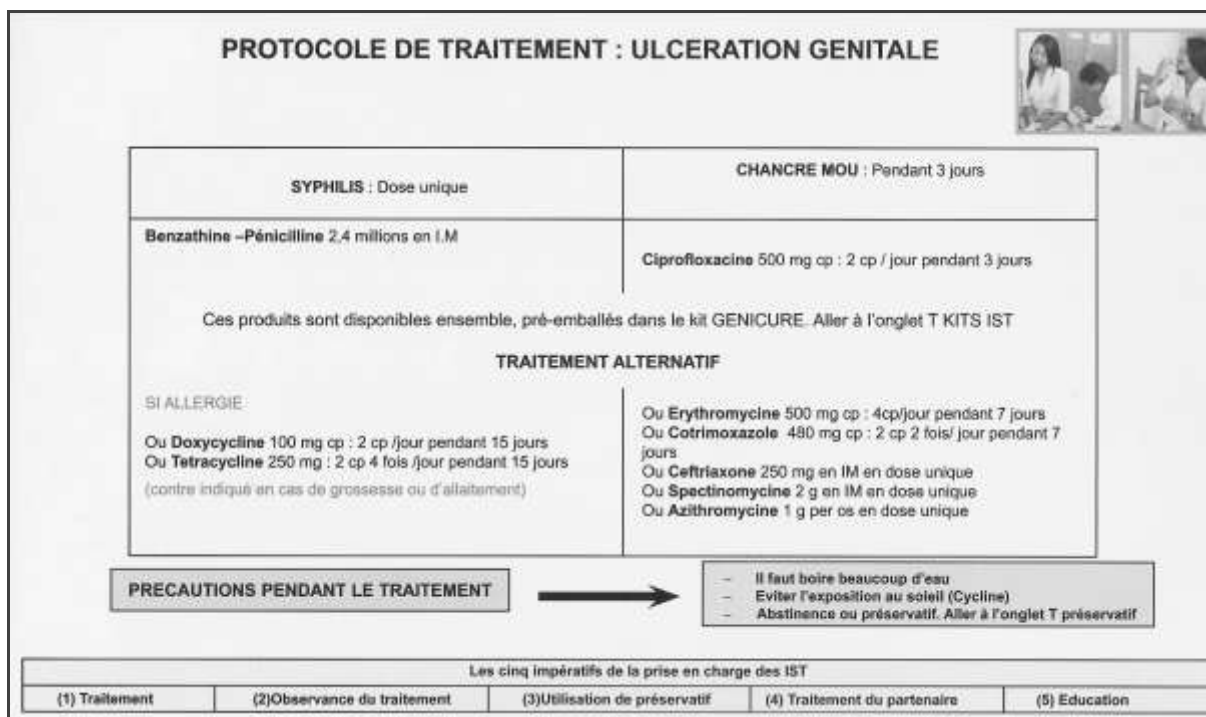 PROTOCOLE DE TRAITEMENT : ULCERATION GENITALE
SYPHILIS : Dose unique
CHANCRE MOU : Pendant 3 jours
Benzathine –Pénicilline 2,4 millions en I.M
Ciprofloxacine 500 mg cp : 2 cp / jour pendant 3 jours
Ces produits sont disponibles ensemble, pré-emballés dans le kit GENICURE. Aller à l'onglet T KITS IST
TRAITEMENT ALTERNATIF
SI ALLERGIE
Ou Doxycycline 100 mg cp : 2 cp /jour pendant 15 jours
Ou Tetracycline 250 mg : 2 cp 4 fois /jour pendant 15 jours
(contre indiqué en cas de grossesse ou d'allaitement)
Ou Erythromycine 500 mg cp : 4cp/jour pendant 7 jours
Ou Cotrimoxazole 480 mg cp : 2 cp 2 fois/ jour pendant 7
jours
Ou Ceftriaxone 250 mg en IM en dose unique
Ou Spectinomycine 2 g en IM en dose unique
Ou Azithromycine 1 g per os en dose unique
PRECAUTIONS PENDANT LE TRAITEMENT
– Il faut boire beaucoup d'eau
– Eviter l'exposition au soleil (Cycline)
– Abstinence ou préservatif. Aller à l'onglet T préservatif
Les cinq impératifs de la prise en charge des IST
(1) Traitement
(2)Observance du traitement
(3)Utilisation de préservatif
(4) Traitement du partenaire
(5) Education